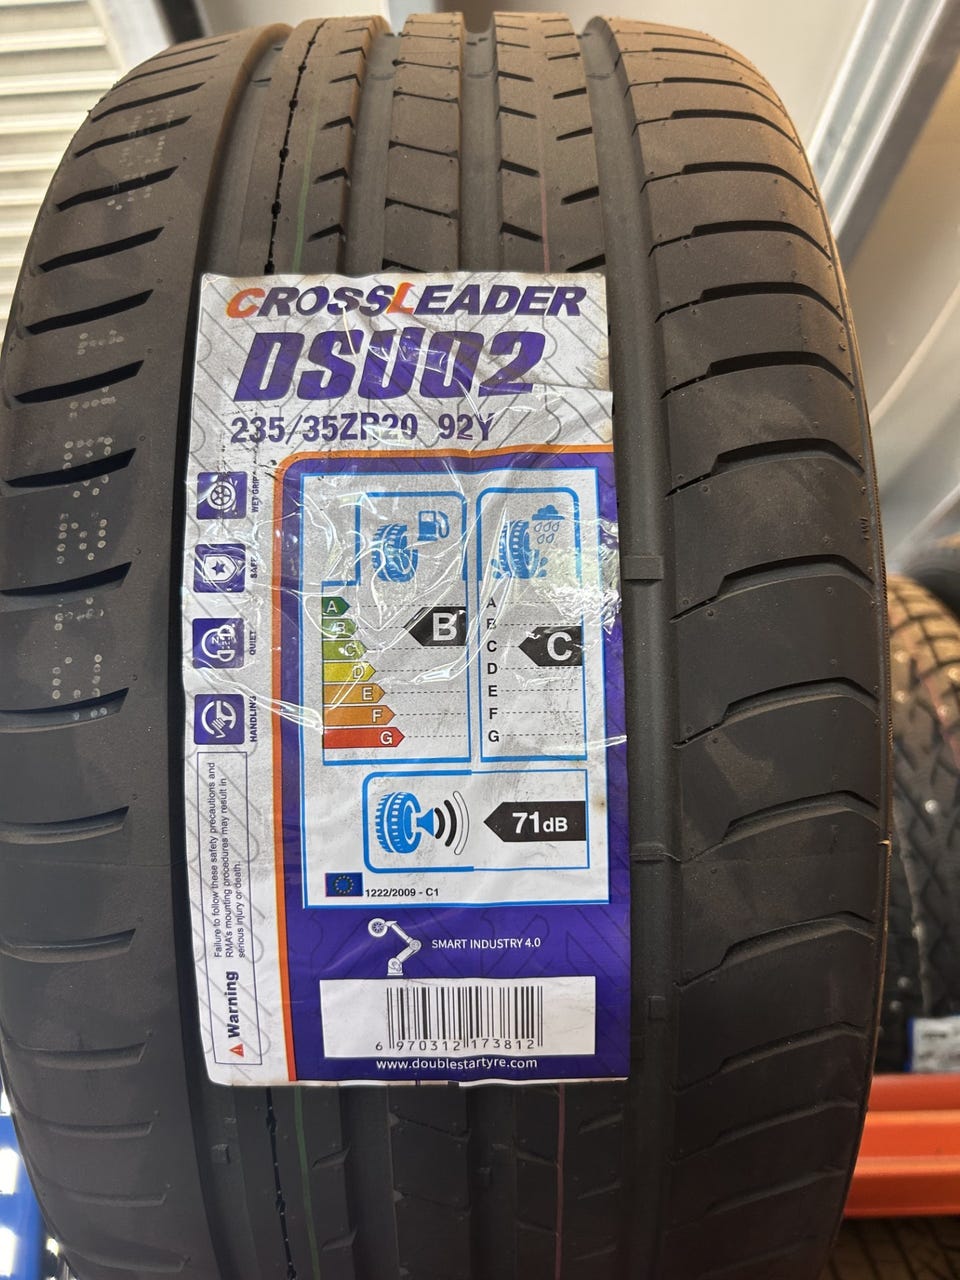 CROSSLEADER
DSU02
235/35ZR20 92Y
WET GRIP
QUIET
HANDLING
A
B
C
D
E
F
G
B
A
C
D
E
F
G
C
71dB
1222/2009 - C1
SMART INDUSTRY 4.0
6 970312 173812
www.doublestartyre.com
Warning
Failure to follow these safety precautions and
RMA's mounting procedures may result in
serious injury or death.